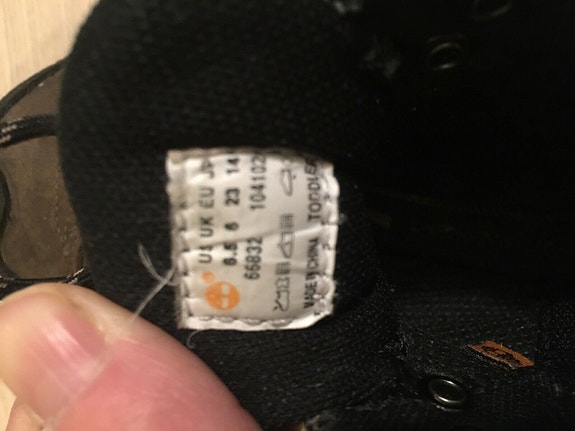 US UK EU JP
6.5 6 23 14
66832 104102
MADE IN CHINA TODDLER